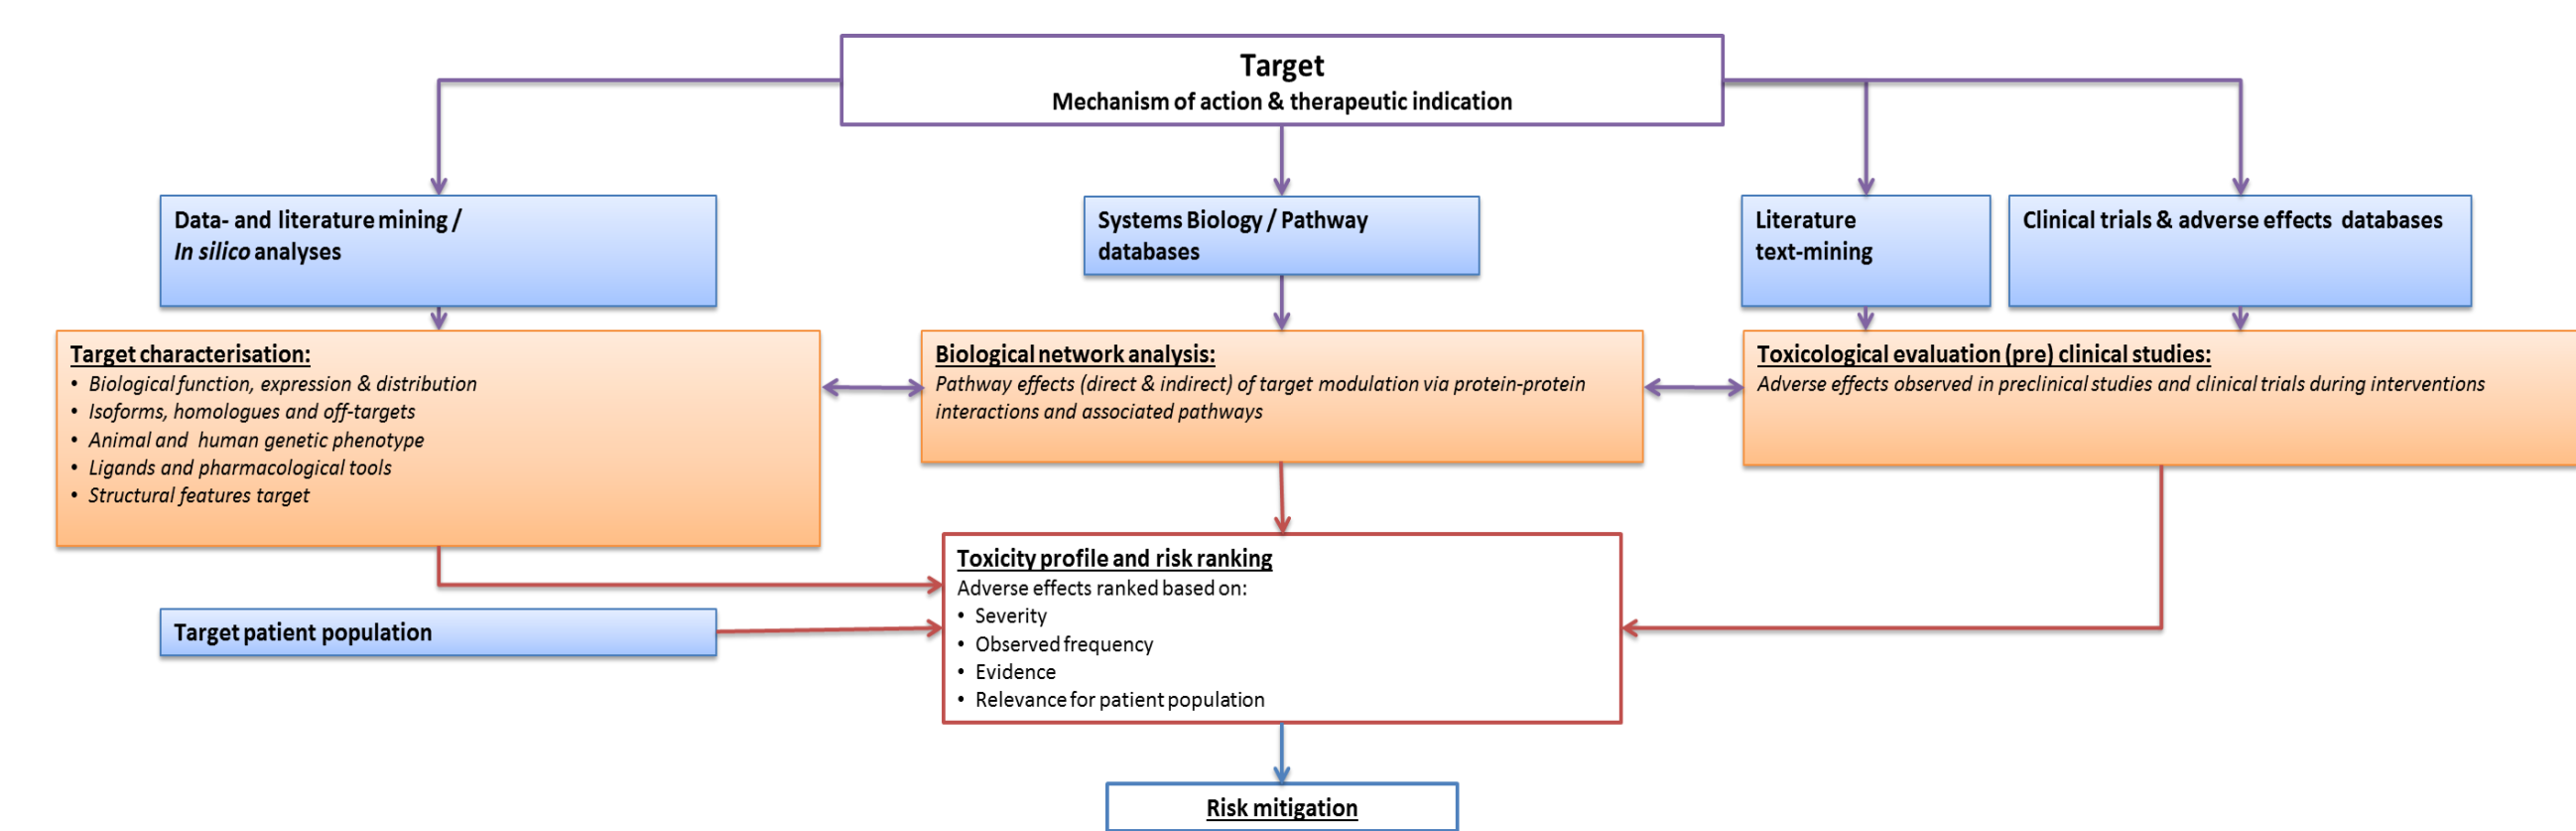 Target
Mechanism of action & therapeutic indication
Data- and literature mining /
In silico analyses
Systems Biology / Pathway
databases
Literature
text-mining
Clinical trials & adverse effects databases
Target characterisation:
• Biological function, expression & distribution
• Isoforms, homologues and off-targets
• Animal and human genetic phenotype
• Ligands and pharmacological tools
• Structural features target
Biological network analysis:
Pathway effects (direct & indirect) of target modulation via protein-protein
interactions and associated pathways
Toxicological evaluation (pre) clinical studies:
Adverse effects observed in preclinical studies and clinical trials during interventions
Target patient population
Toxicity profile and risk ranking
Adverse effects ranked based on:
• Severity
• Observed frequency
• Evidence
• Relevance for patient population
Risk mitigation